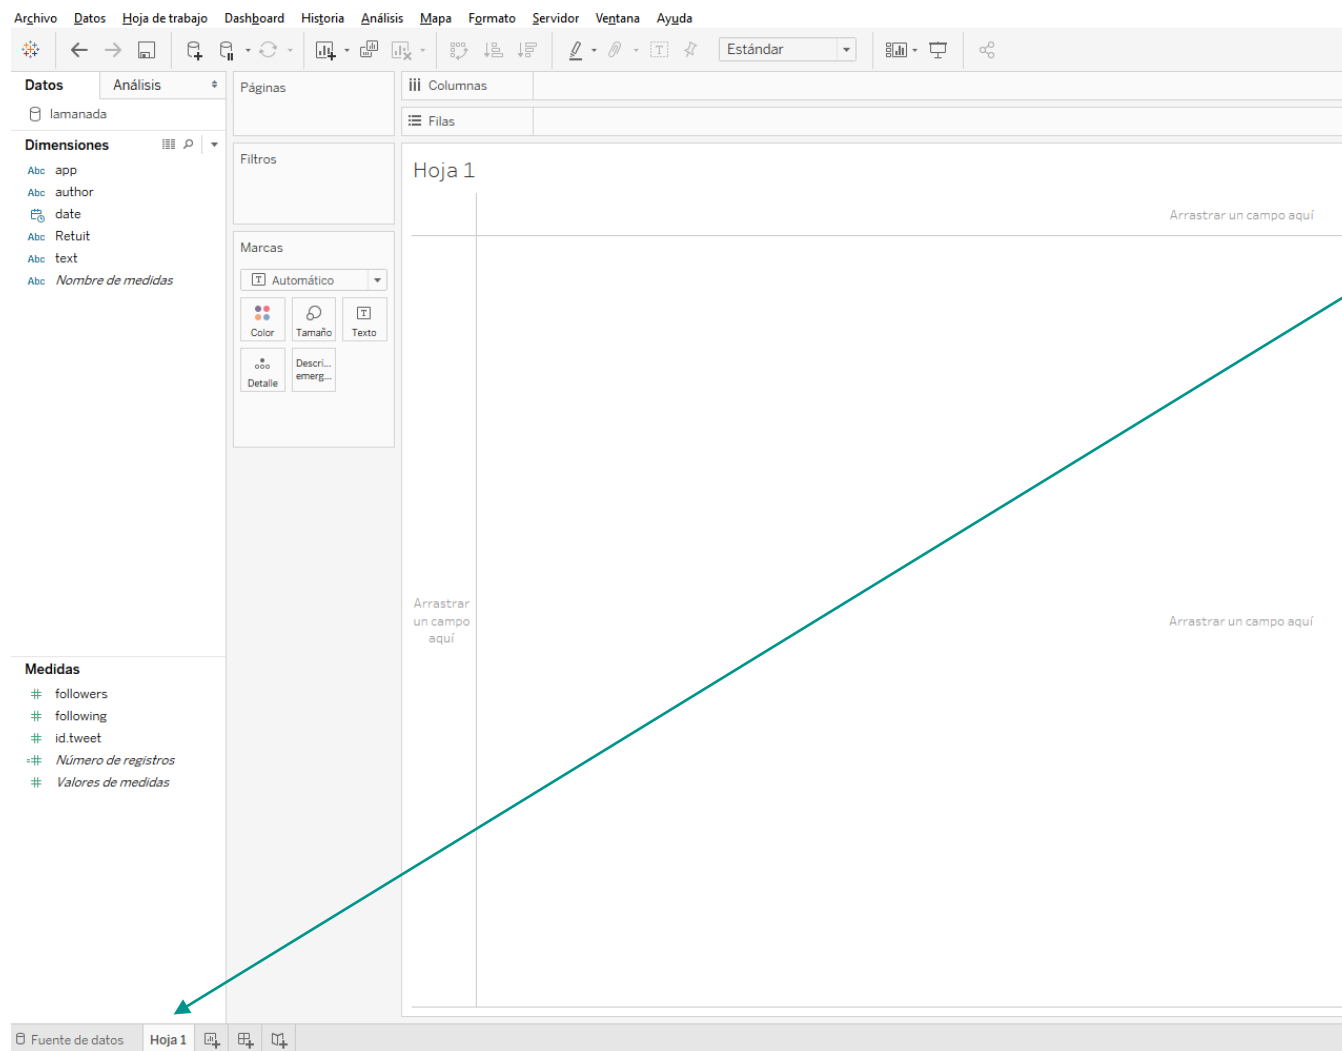 Archivo Datos Hoja de trabajo Dashboard Historia Análisis Mapa Formato Servidor Ventana Ayuda
Estándar
Datos Análisis
lamanada
Dimensiones
Abc app
Abc author
date
Abc Retuit
Abc text
Abc Nombre de medidas
Medidas
followers
following
id.tweet
Número de registros
Valores de medidas
Páginas
Filtros
Marcas
T Automático
Color Tamaño Texto
Detalle Descri... emerg...
Columnas
Filas
Hoja 1
Arrastrar un campo aquí
Arrastrar
un campo
aquí
Arrastrar un campo aquí
Fuente de datos Hoja 1